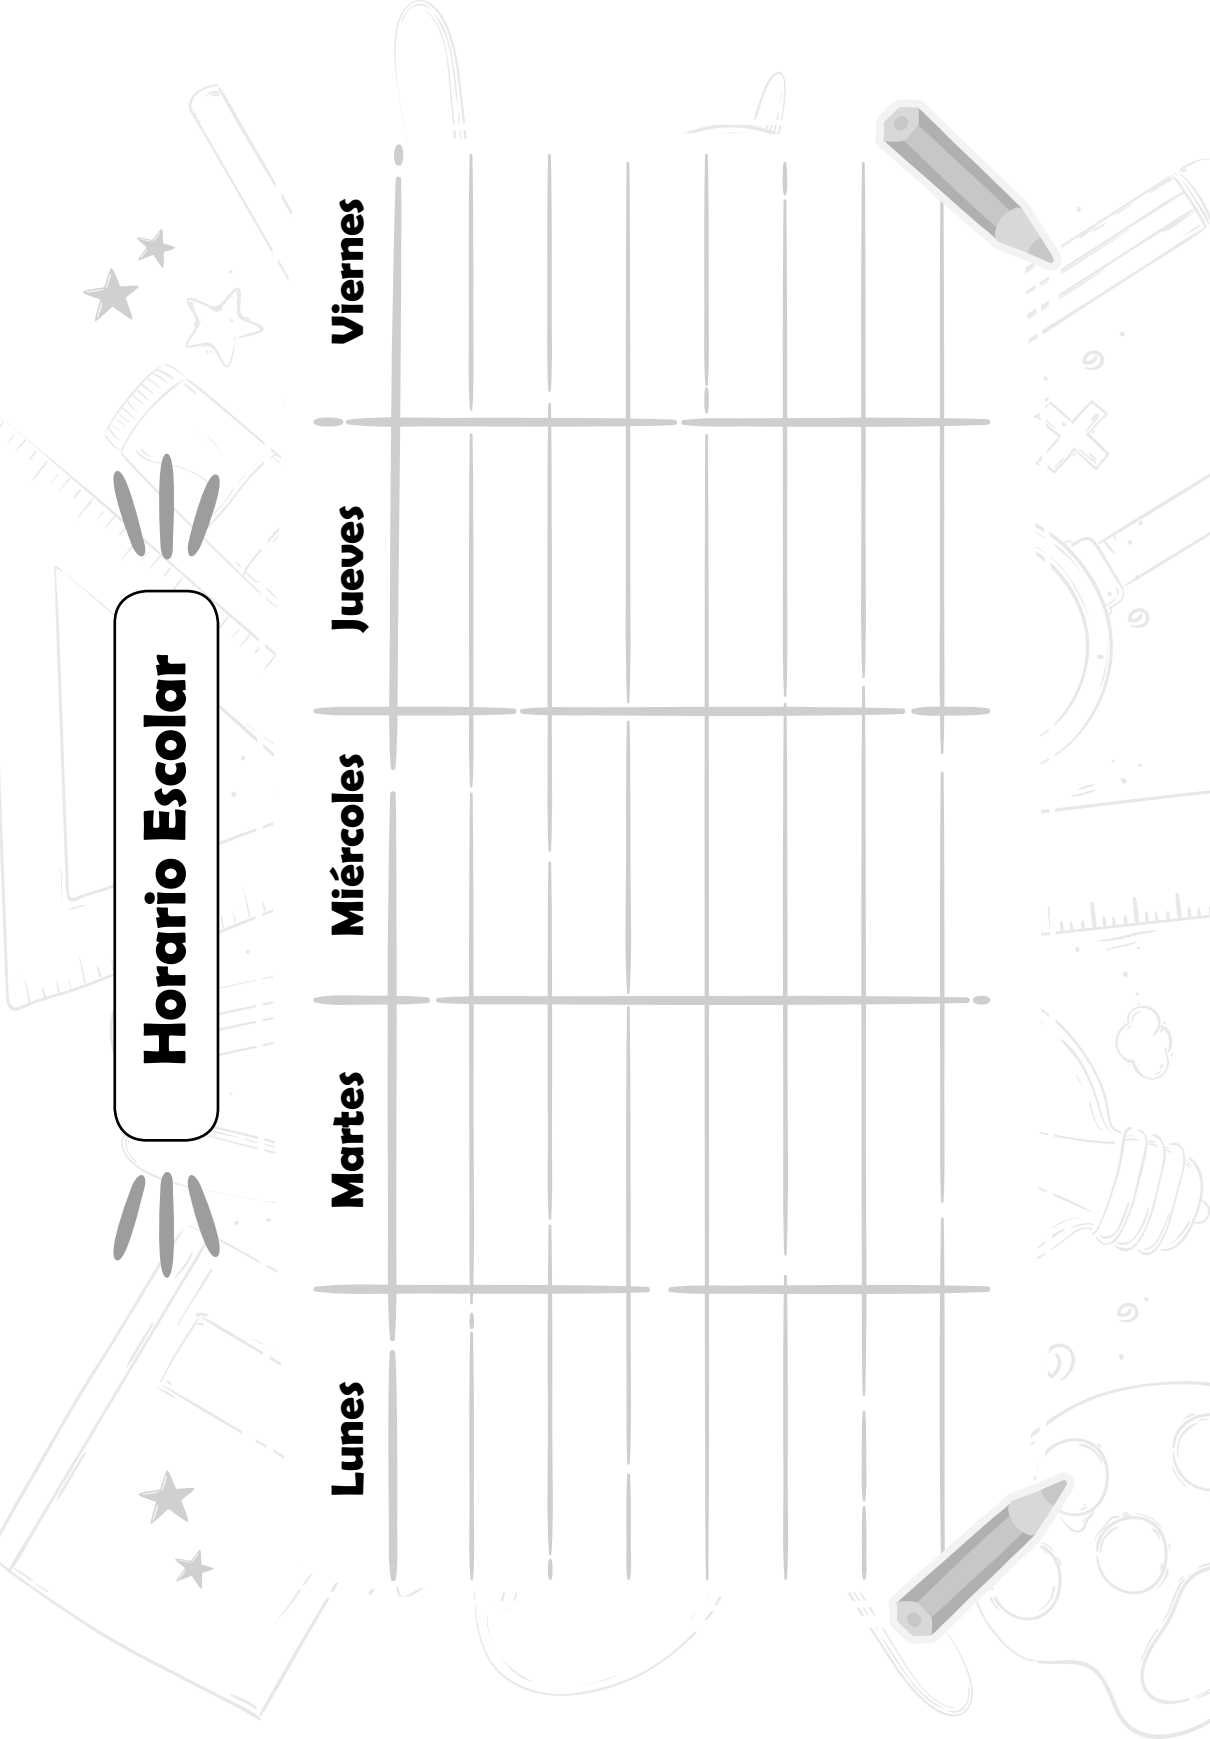 Horario Escolar
Lunes
Martes
Miércoles
Jueves
Viernes